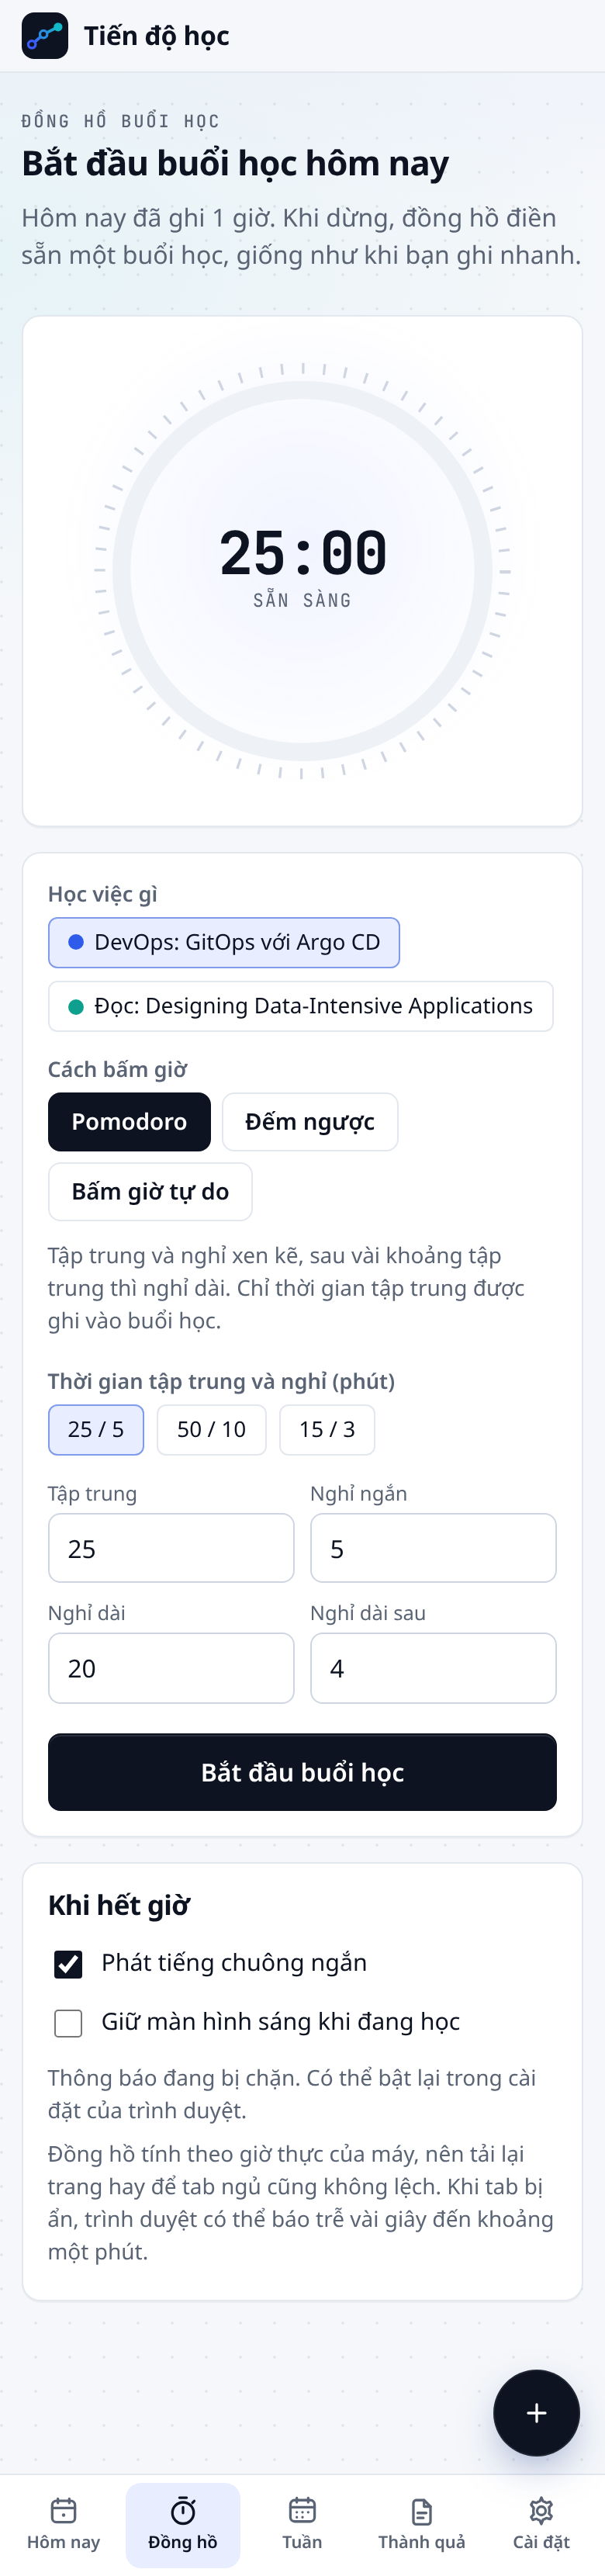 Tiến độ học
ĐỒNG HỒ BUỔI HỌC
Bắt đầu buổi học hôm nay
Hôm nay đã ghi 1 giờ. Khi dừng, đồng hồ điền
sẵn một buổi học, giống như khi bạn ghi nhanh.
25:00
SẴN SÀNG
Học việc gì
DevOps: GitOps với Argo CD
Đọc: Designing Data-Intensive Applications
Cách bấm giờ
Pomodoro
Đếm ngược
Bấm giờ tự do
Tập trung và nghỉ xen kẽ, sau vài khoảng tập
trung thì nghỉ dài. Chỉ thời gian tập trung được
ghi vào buổi học.
Thời gian tập trung và nghỉ (phút)
25 / 5
50 / 10
15 / 3
Tập trung
Nghỉ ngắn
25
5
Nghỉ dài
Nghỉ dài sau
20
4
Bắt đầu buổi học
Khi hết giờ
Phát tiếng chuông ngắn
Giữ màn hình sáng khi đang học
Thông báo đang bị chặn. Có thể bật lại trong cài
đặt của trình duyệt.
Đồng hồ tính theo giờ thực của máy, nên tải lại
trang hay để tab ngủ cũng không lệch. Khi tab bị
ẩn, trình duyệt có thể báo trễ vài giây đến khoảng
một phút.
+
Hôm nay
Đồng hồ
Tuần
Thành quả
Cài đặt